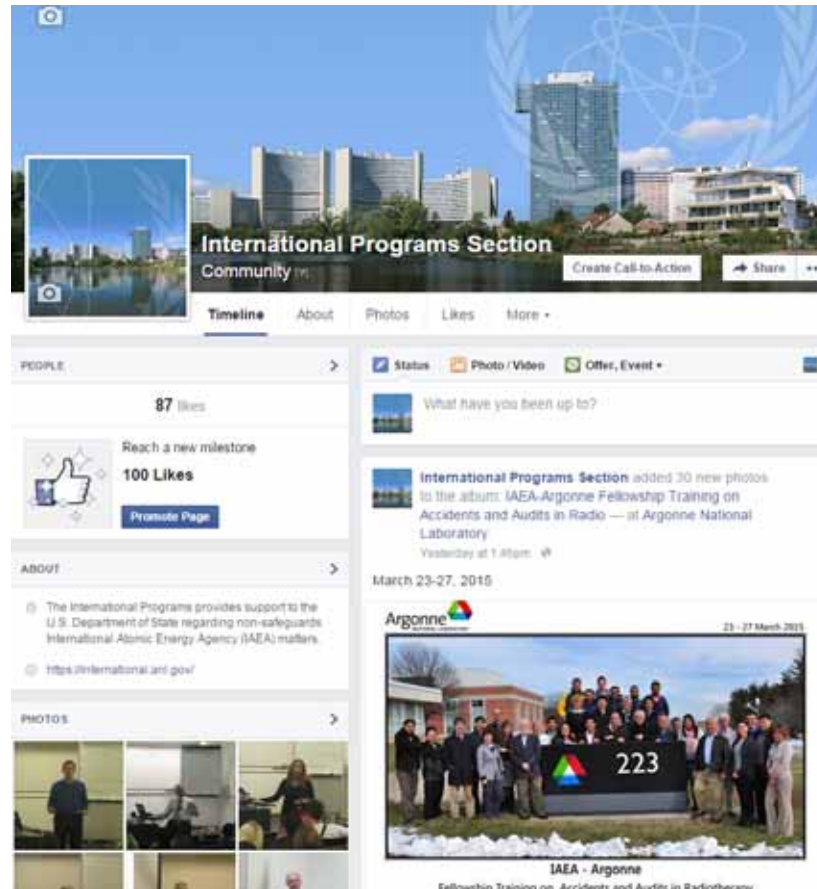 International Programs Section
Community
Create Call-to-Action
Share
Timeline About Photos Likes More
PEOPLE
87 likes
Reach a new milestone
100 Likes
Promote Page
ABOUT
The International Programs provides support to the
U.S. Department of State regarding non-safeguards
International Atomic Energy Agency (IAEA) matters.
https://international.anl.gov/
PHOTOS
Status Photo / Video Offer, Event +
What have you been up to?
International Programs Section added 30 new photos
to the album: IAEA-Argonne Fellowship Training on
Accidents and Audits in Radio — at Argonne National
Laboratory.
Yesterday at 1:46pm
March 23-27, 2015
Argonne
NATIONAL LABORATORY
23 - 27 March 2015
223
IAEA - Argonne
Fellowship Training on Accidents and Audits in Radiotherapy